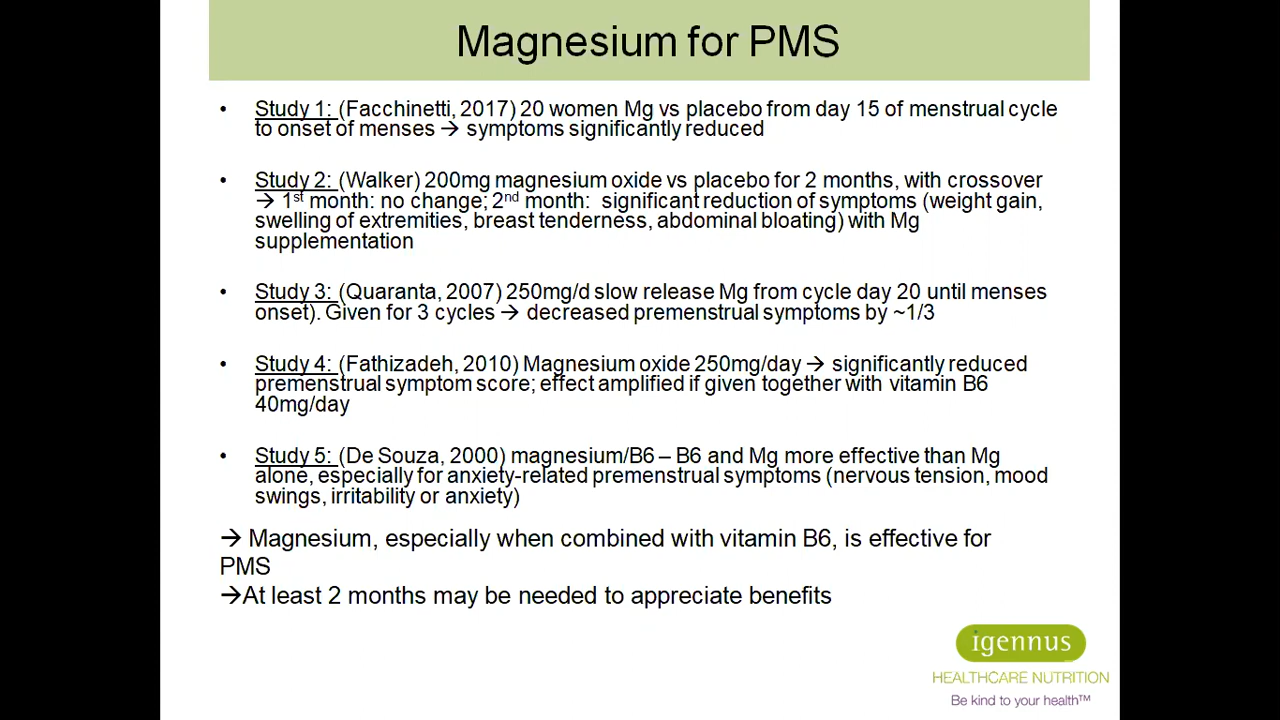 Magnesium for PMS
• Study 1: (Facchinetti, 2017) 20 women Mg vs placebo from day 15 of menstrual cycle
to onset of menses → symptoms significantly reduced
• Study 2: (Walker) 200mg magnesium oxide vs placebo for 2 months, with crossover
→ 1st month: no change; 2nd month: significant reduction of symptoms (weight gain,
swelling of extremities, breast tenderness, abdominal bloating) with Mg
supplementation
• Study 3: (Quaranta, 2007) 250mg/d slow release Mg from cycle day 20 until menses
onset). Given for 3 cycles → decreased premenstrual symptoms by ~1/3
• Study 4: (Fathizadeh, 2010) Magnesium oxide 250mg/day → significantly reduced
premenstrual symptom score; effect amplified if given together with vitamin B6
40mg/day
• Study 5: (De Souza, 2000) magnesium/B6 – B6 and Mg more effective than Mg
alone, especially for anxiety-related premenstrual symptoms (nervous tension, mood
swings, irritability or anxiety)
→ Magnesium, especially when combined with vitamin B6, is effective for
PMS
→At least 2 months may be needed to appreciate benefits
igennus
HEALTHCARE NUTRITION
Be kind to your health™